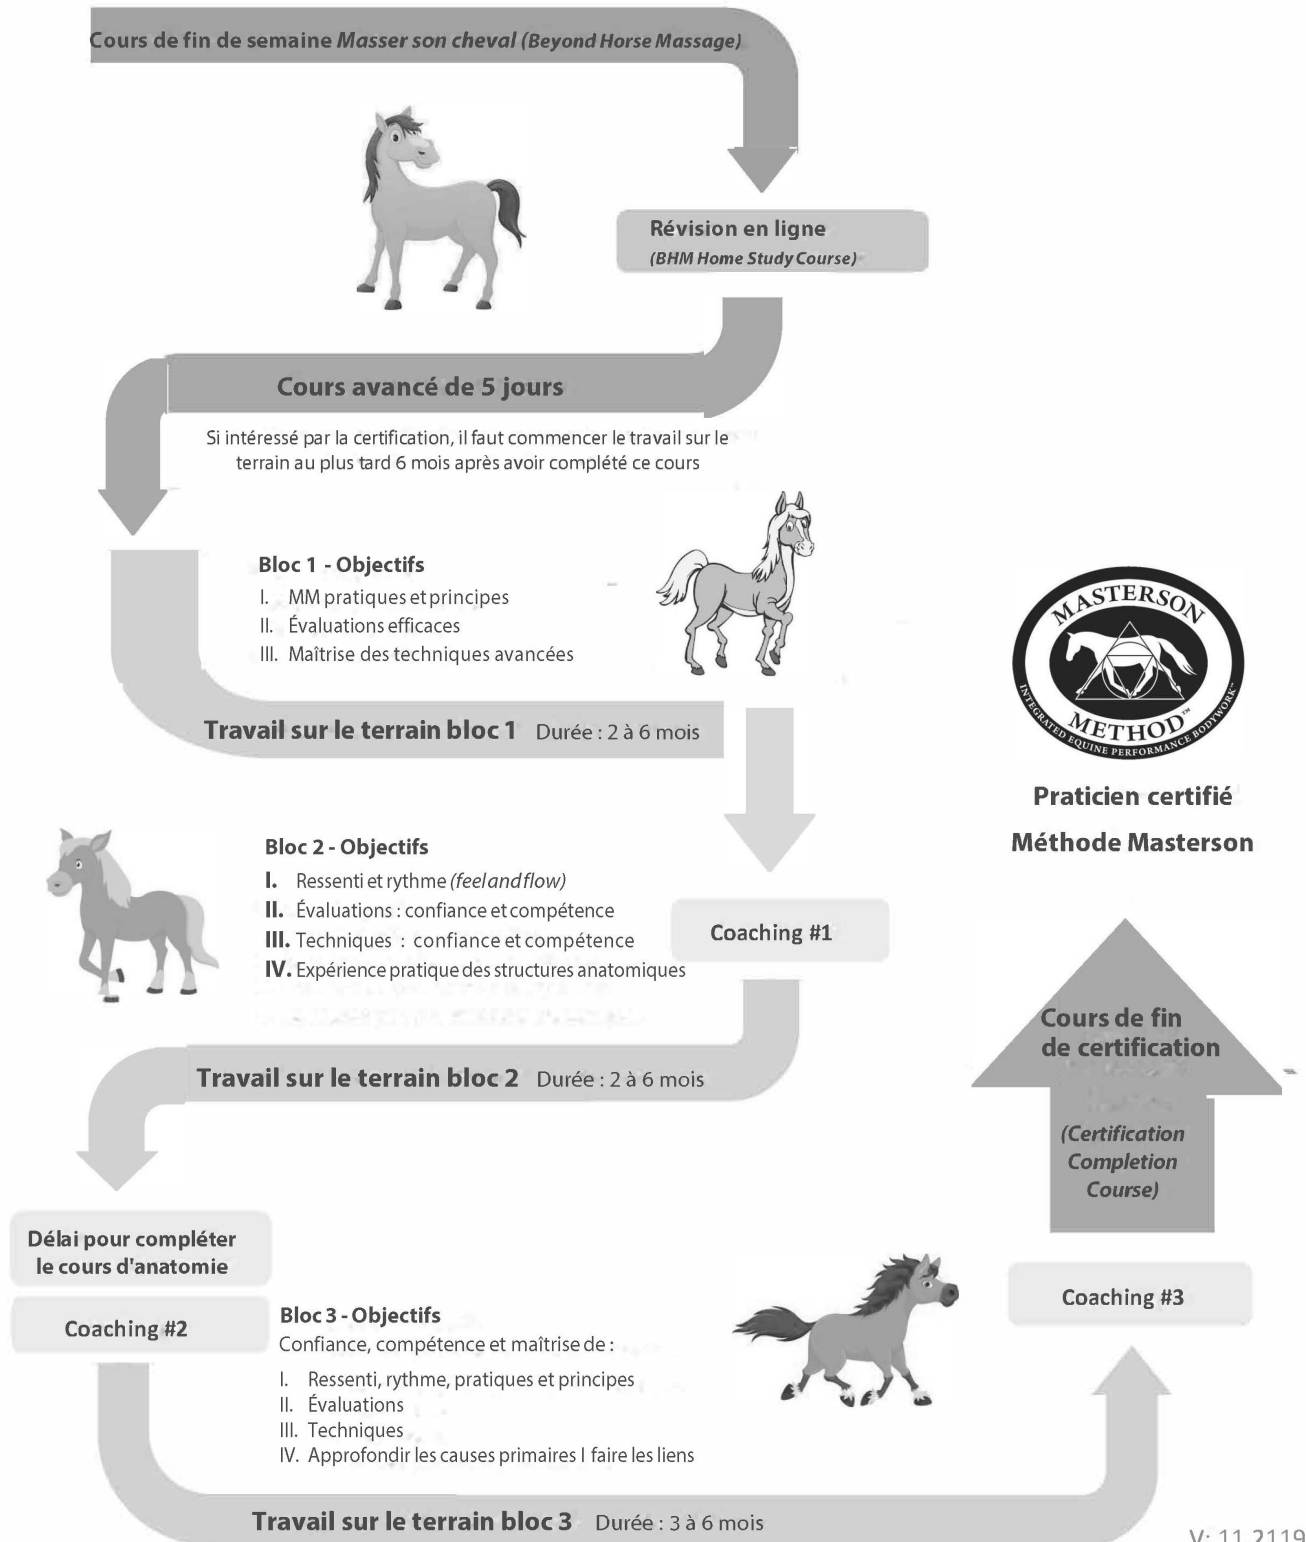 Cours de fin de semaine Masser son cheval (Beyond Horse Massage)
Révision en ligne
(BHM Home Study Course)
Cours avancé de 5 jours
Si intéressé par la certification, il faut commencer le travail sur le
terrain au plus tard 6 mois après avoir complété ce cours
Bloc 1 - Objectifs
I. MM pratiques et principes
II. Évaluations efficaces
III. Maîtrise des techniques avancées
Travail sur le terrain bloc 1 Durée : 2 à 6 mois
MASTERSON
METHOD™
INTEGRATED EQUINE PERFORMANCE BODYWORK™
Praticien certifié
Méthode Masterson
Bloc 2 - Objectifs
I. Ressenti et rythme (feelandflow)
II. Évaluations : confiance et compétence
III. Techniques : confiance et compétence
IV. Expérience pratique des structures anatomiques
Coaching #1
Travail sur le terrain bloc 2 Durée : 2 à 6 mois
Cours de fin
de certification
(Certification
Completion
Course)
Délai pour compléter
le cours d'anatomie
Coaching #2
Bloc 3 - Objectifs
Confiance, compétence et maîtrise de :
I. Ressenti, rythme, pratiques et principes
II. Évaluations
III. Techniques
IV. Approfondir les causes primaires I faire les liens
Coaching #3
Travail sur le terrain bloc 3 Durée : 3 à 6 mois
V: 11.2119